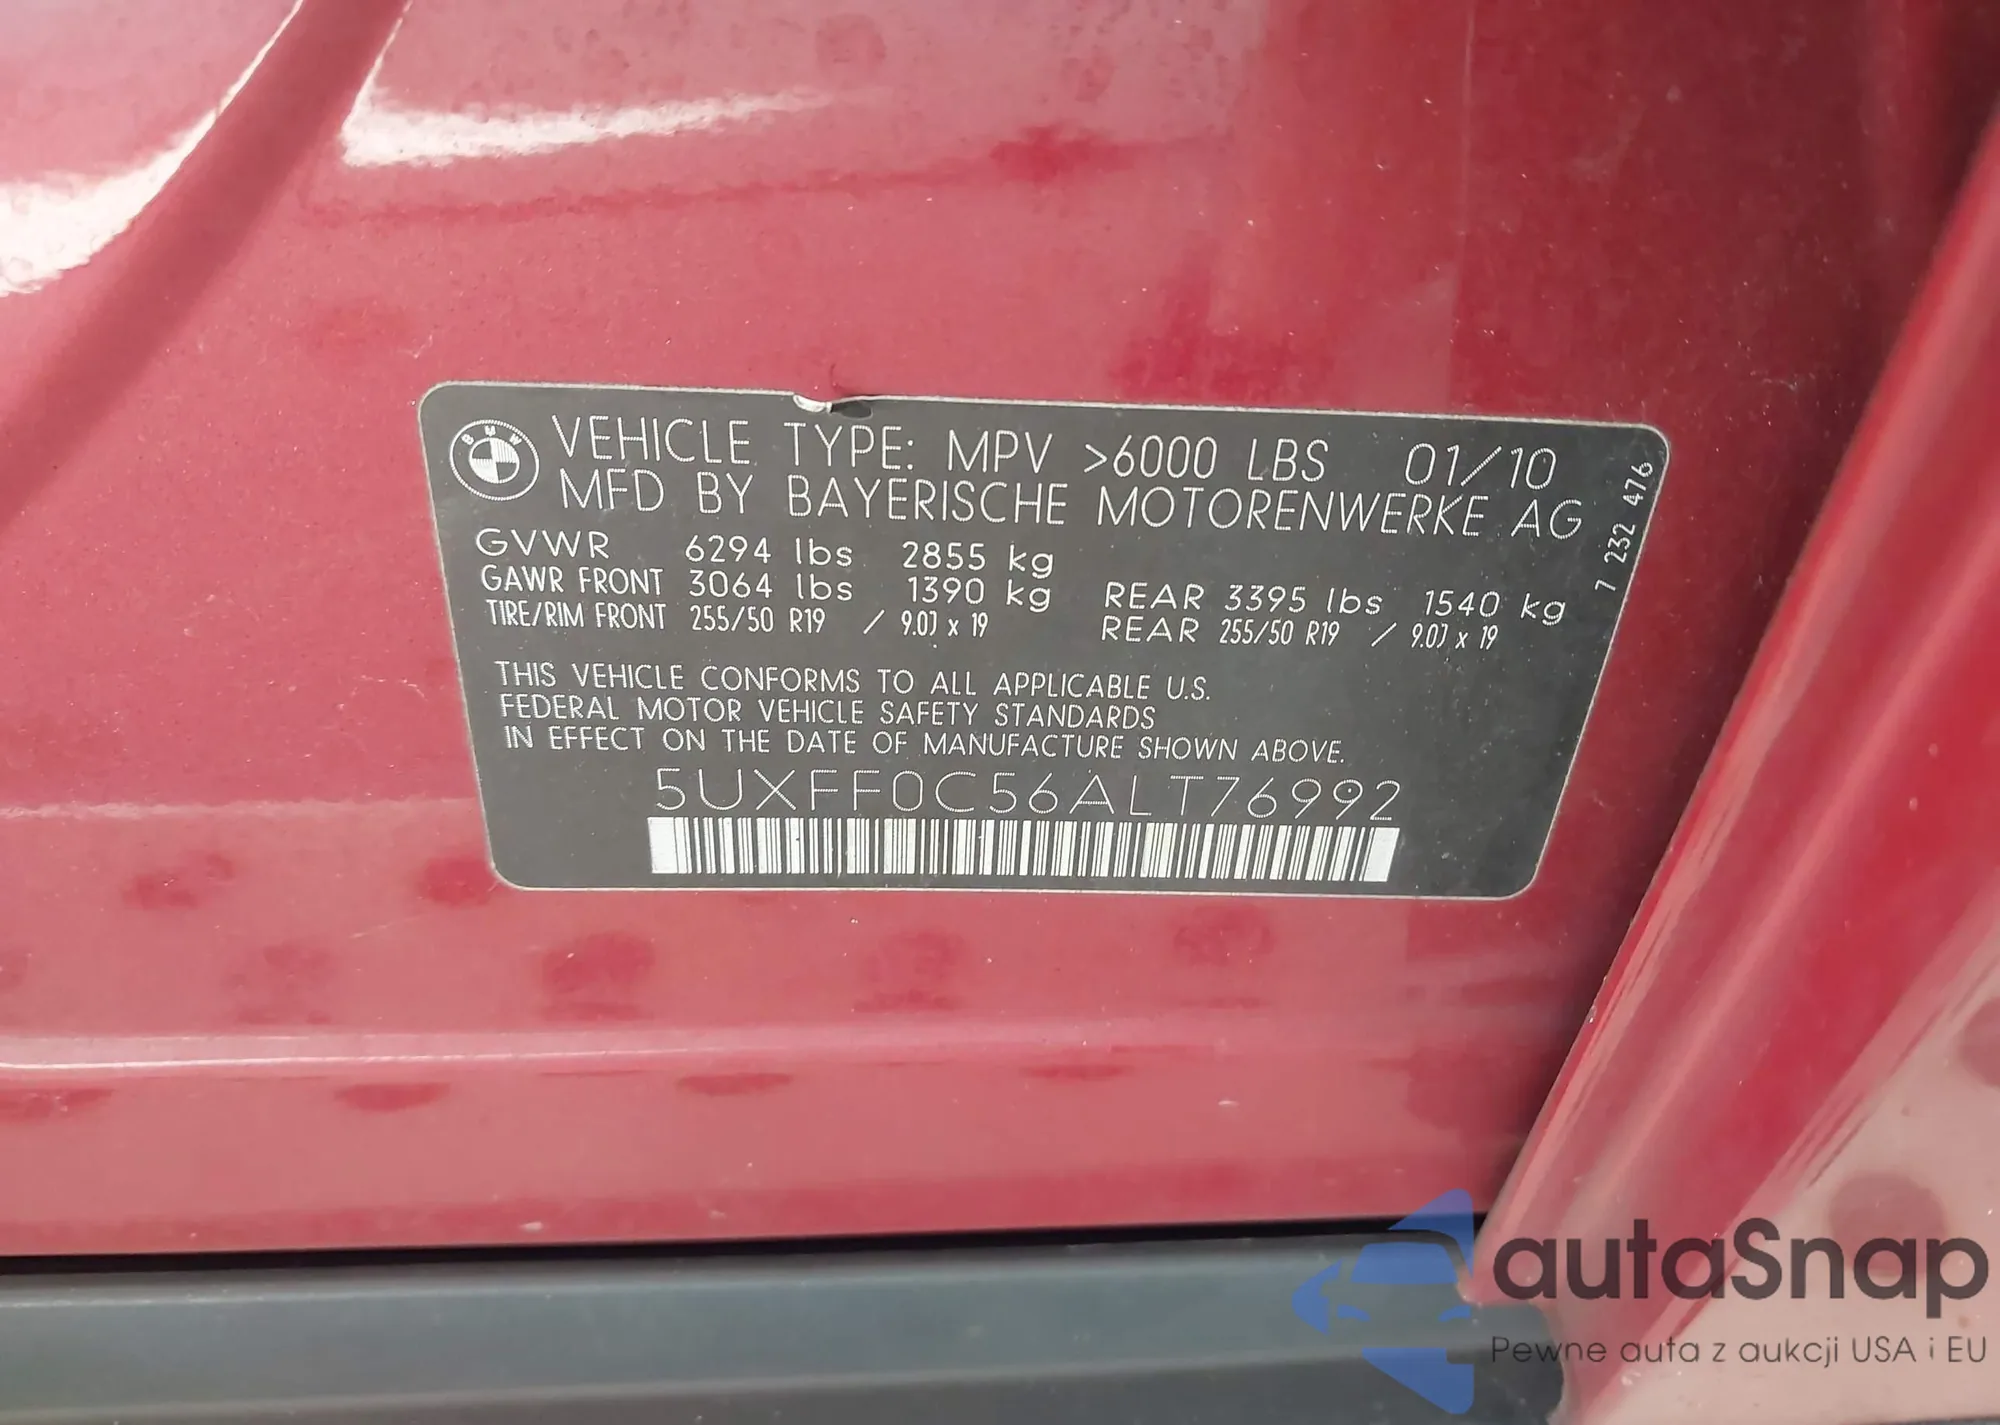 BMW
VEHICLE TYPE: MPV >6000 LBS 01/10
MFD BY BAYERISCHE MOTORENWERKE AG
7 232 476
GVWR 6294 lbs 2855 kg
GAWR FRONT 3064 lbs 1390 kg REAR 3395 lbs 1540 kg
TIRE/RIM FRONT 255/50 R19 / 9.0J x 19 REAR 255/50 R19 / 9.0J x 19
THIS VEHICLE CONFORMS TO ALL APPLICABLE U.S.
FEDERAL MOTOR VEHICLE SAFETY STANDARDS
IN EFFECT ON THE DATE OF MANUFACTURE SHOWN ABOVE.
5UXFF0C56ALT76992
autaSnap
Pewne auta z aukcji USA i EU